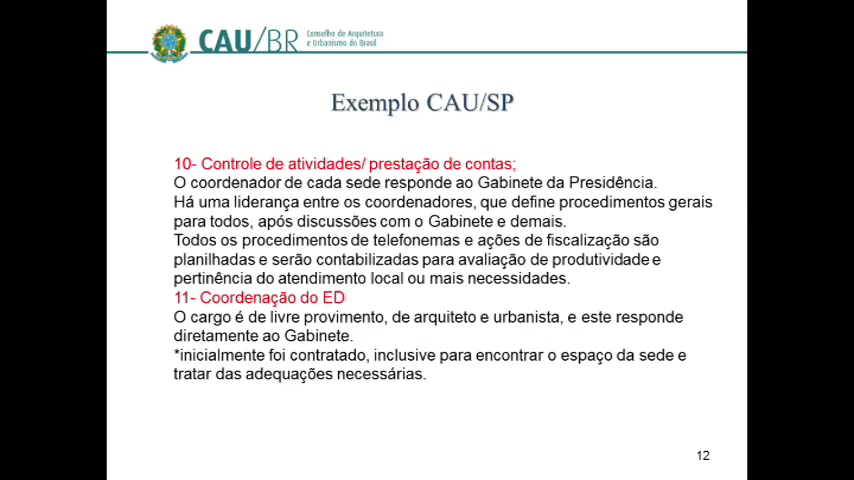 CAU/BR
Conselho de Arquitetura
e Urbanismo do Brasil
Exemplo CAU/SP
10- Controle de atividades/ prestação de contas;
O coordenador de cada sede responde ao Gabinete da Presidência.
Há uma liderança entre os coordenadores, que define procedimentos gerais
para todos, após discussões com o Gabinete e demais.
Todos os procedimentos de telefonemas e ações de fiscalização são
planilhadas e serão contabilizadas para avaliação de produtividade e
pertinência do atendimento local ou mais necessidades.
11- Coordenação do ED
O cargo é de livre provimento, de arquiteto e urbanista, e este responde
diretamente ao Gabinete.
*inicialmente foi contratado, inclusive para encontrar o espaço da sede e
tratar das adequações necessárias.
12